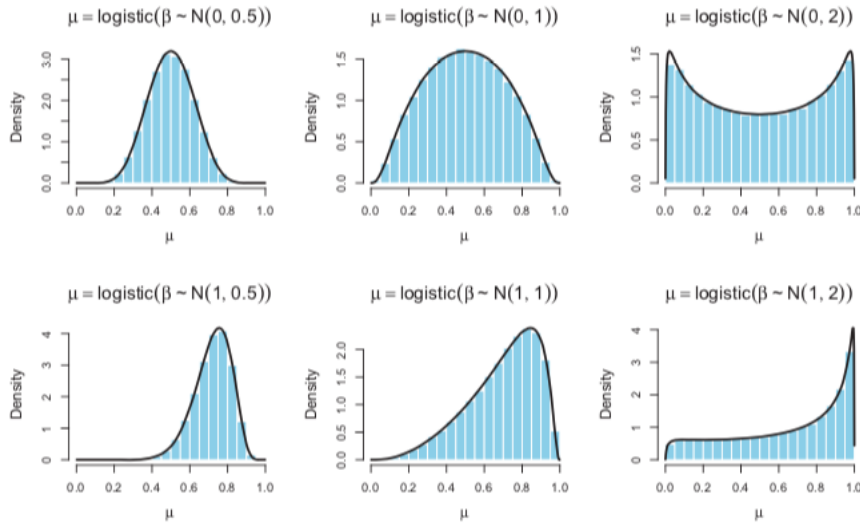 μ = logistic(β ~ N(0, 0.5))
μ = logistic(β ~ N(0, 1))
μ = logistic(β ~ N(0, 2))
Density
3.0
2.0
1.0
0.0
0.0 0.2 0.4 0.6 0.8 1.0
μ
Density
1.5
1.0
0.5
0.0
0.0 0.2 0.4 0.6 0.8 1.0
μ
Density
1.5
1.0
0.5
0.0
0.0 0.2 0.4 0.6 0.8 1.0
μ
μ = logistic(β ~ N(1, 0.5))
μ = logistic(β ~ N(1, 1))
μ = logistic(β ~ N(1, 2))
Density
4
3
2
1
0
0.0 0.2 0.4 0.6 0.8 1.0
μ
Density
2.0
1.5
1.0
0.5
0.0
0.0 0.2 0.4 0.6 0.8 1.0
μ
Density
4
3
2
1
0
0.0 0.2 0.4 0.6 0.8 1.0
μ